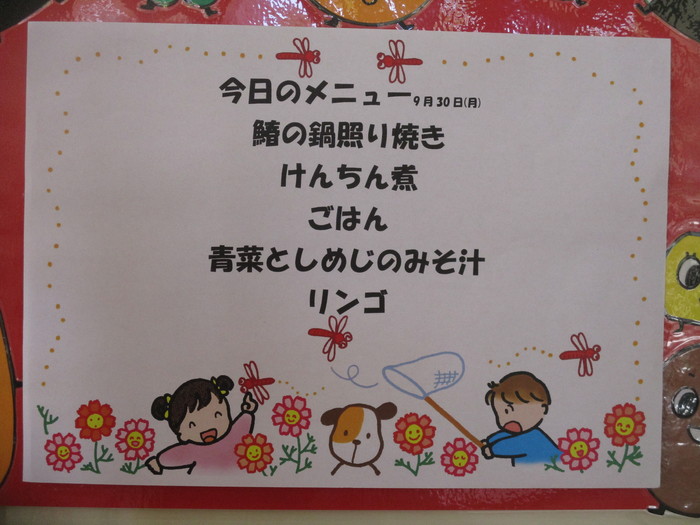 今日のメニュー9月30日(月)
鰆の鍋照り焼き
けんちん煮
ごはん
青菜としめじのみそ汁
リンゴ